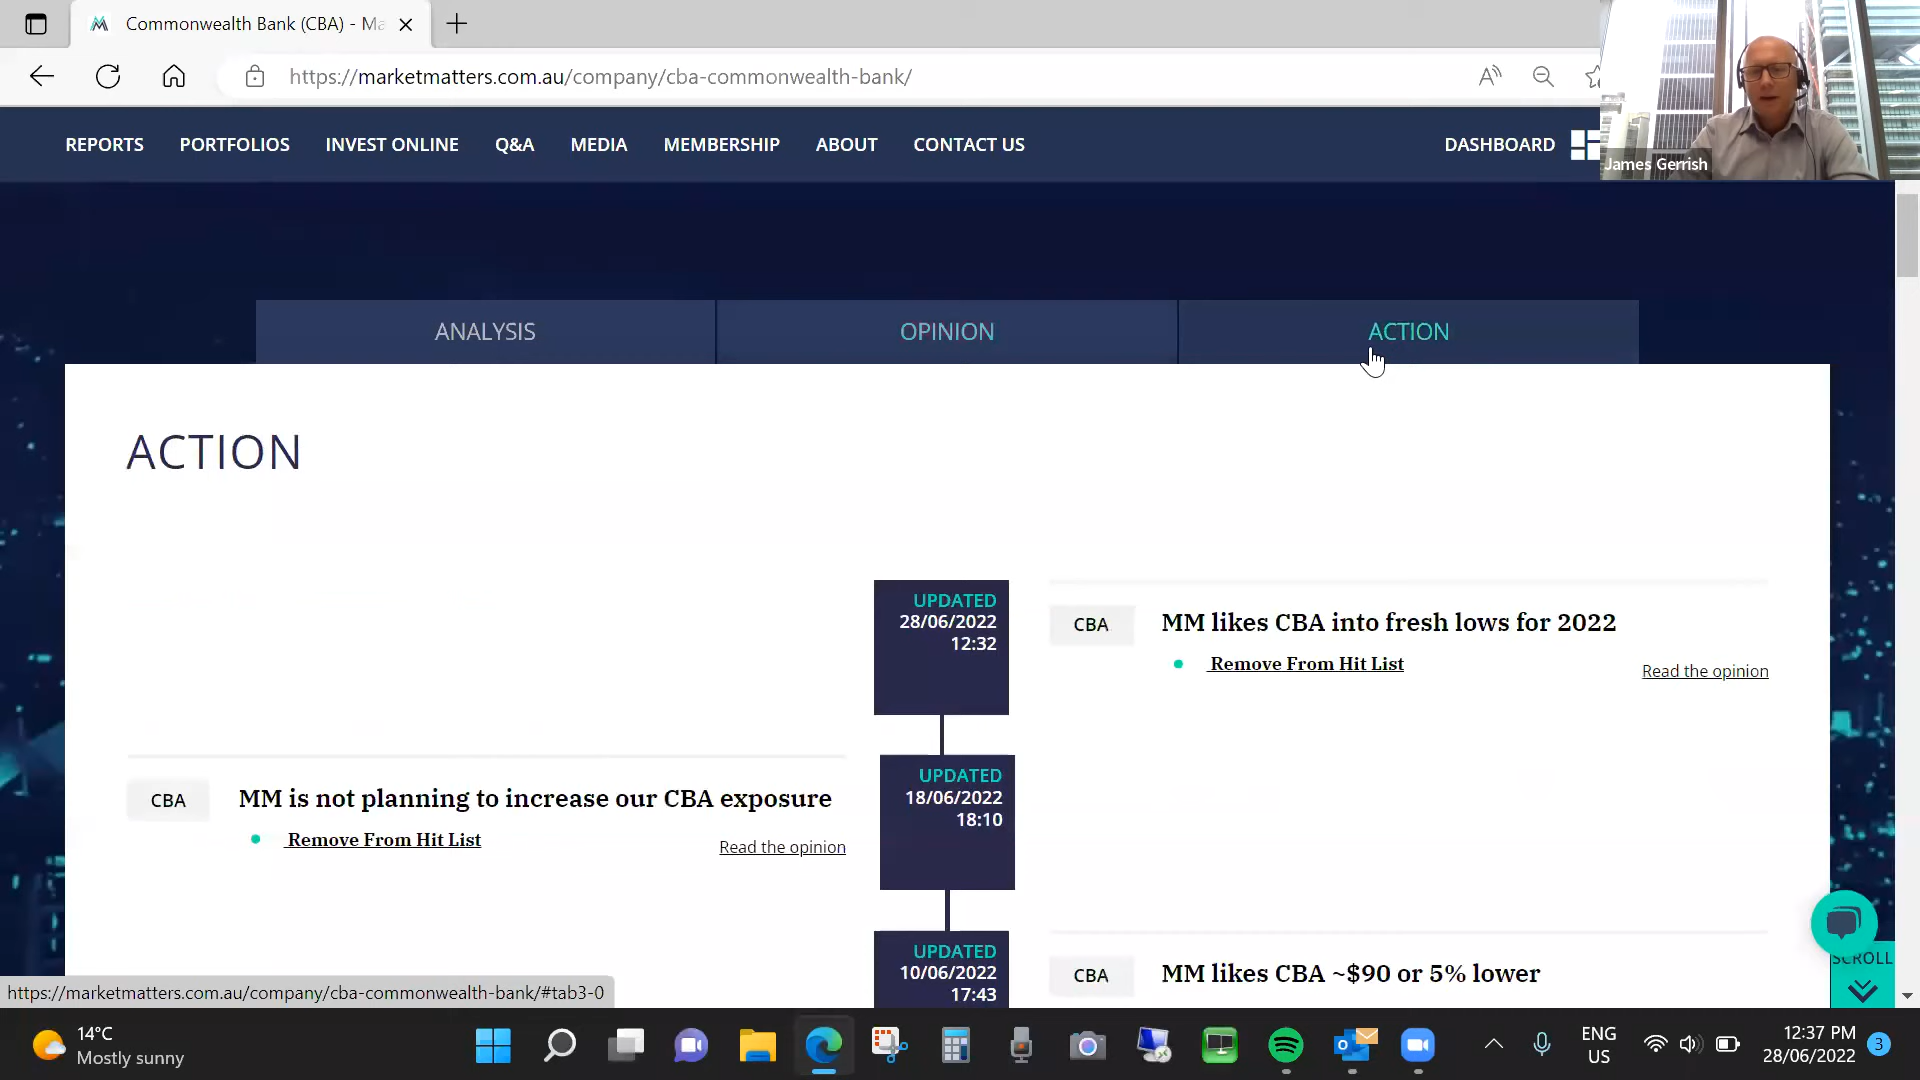 Commonwealth Bank (CBA) - Ma
https://marketmatters.com.au/company/cba-commonwealth-bank/
REPORTS PORTFOLIOS INVEST ONLINE Q&A MEDIA MEMBERSHIP ABOUT CONTACT US DASHBOARD
James Gerrish
ANALYSIS OPINION ACTION
ACTION
UPDATED
28/06/2022
12:32
CBA MM likes CBA into fresh lows for 2022
Remove From Hit List
Read the opinion
CBA MM is not planning to increase our CBA exposure
Remove From Hit List
Read the opinion
UPDATED
18/06/2022
18:10
UPDATED
10/06/2022
17:43
CBA MM likes CBA ~$90 or 5% lower
SCROLL
https://marketmatters.com.au/company/cba-commonwealth-bank/#tab3-0
14°C
Mostly sunny
ENG
US
12:37 PM
28/06/2022
3